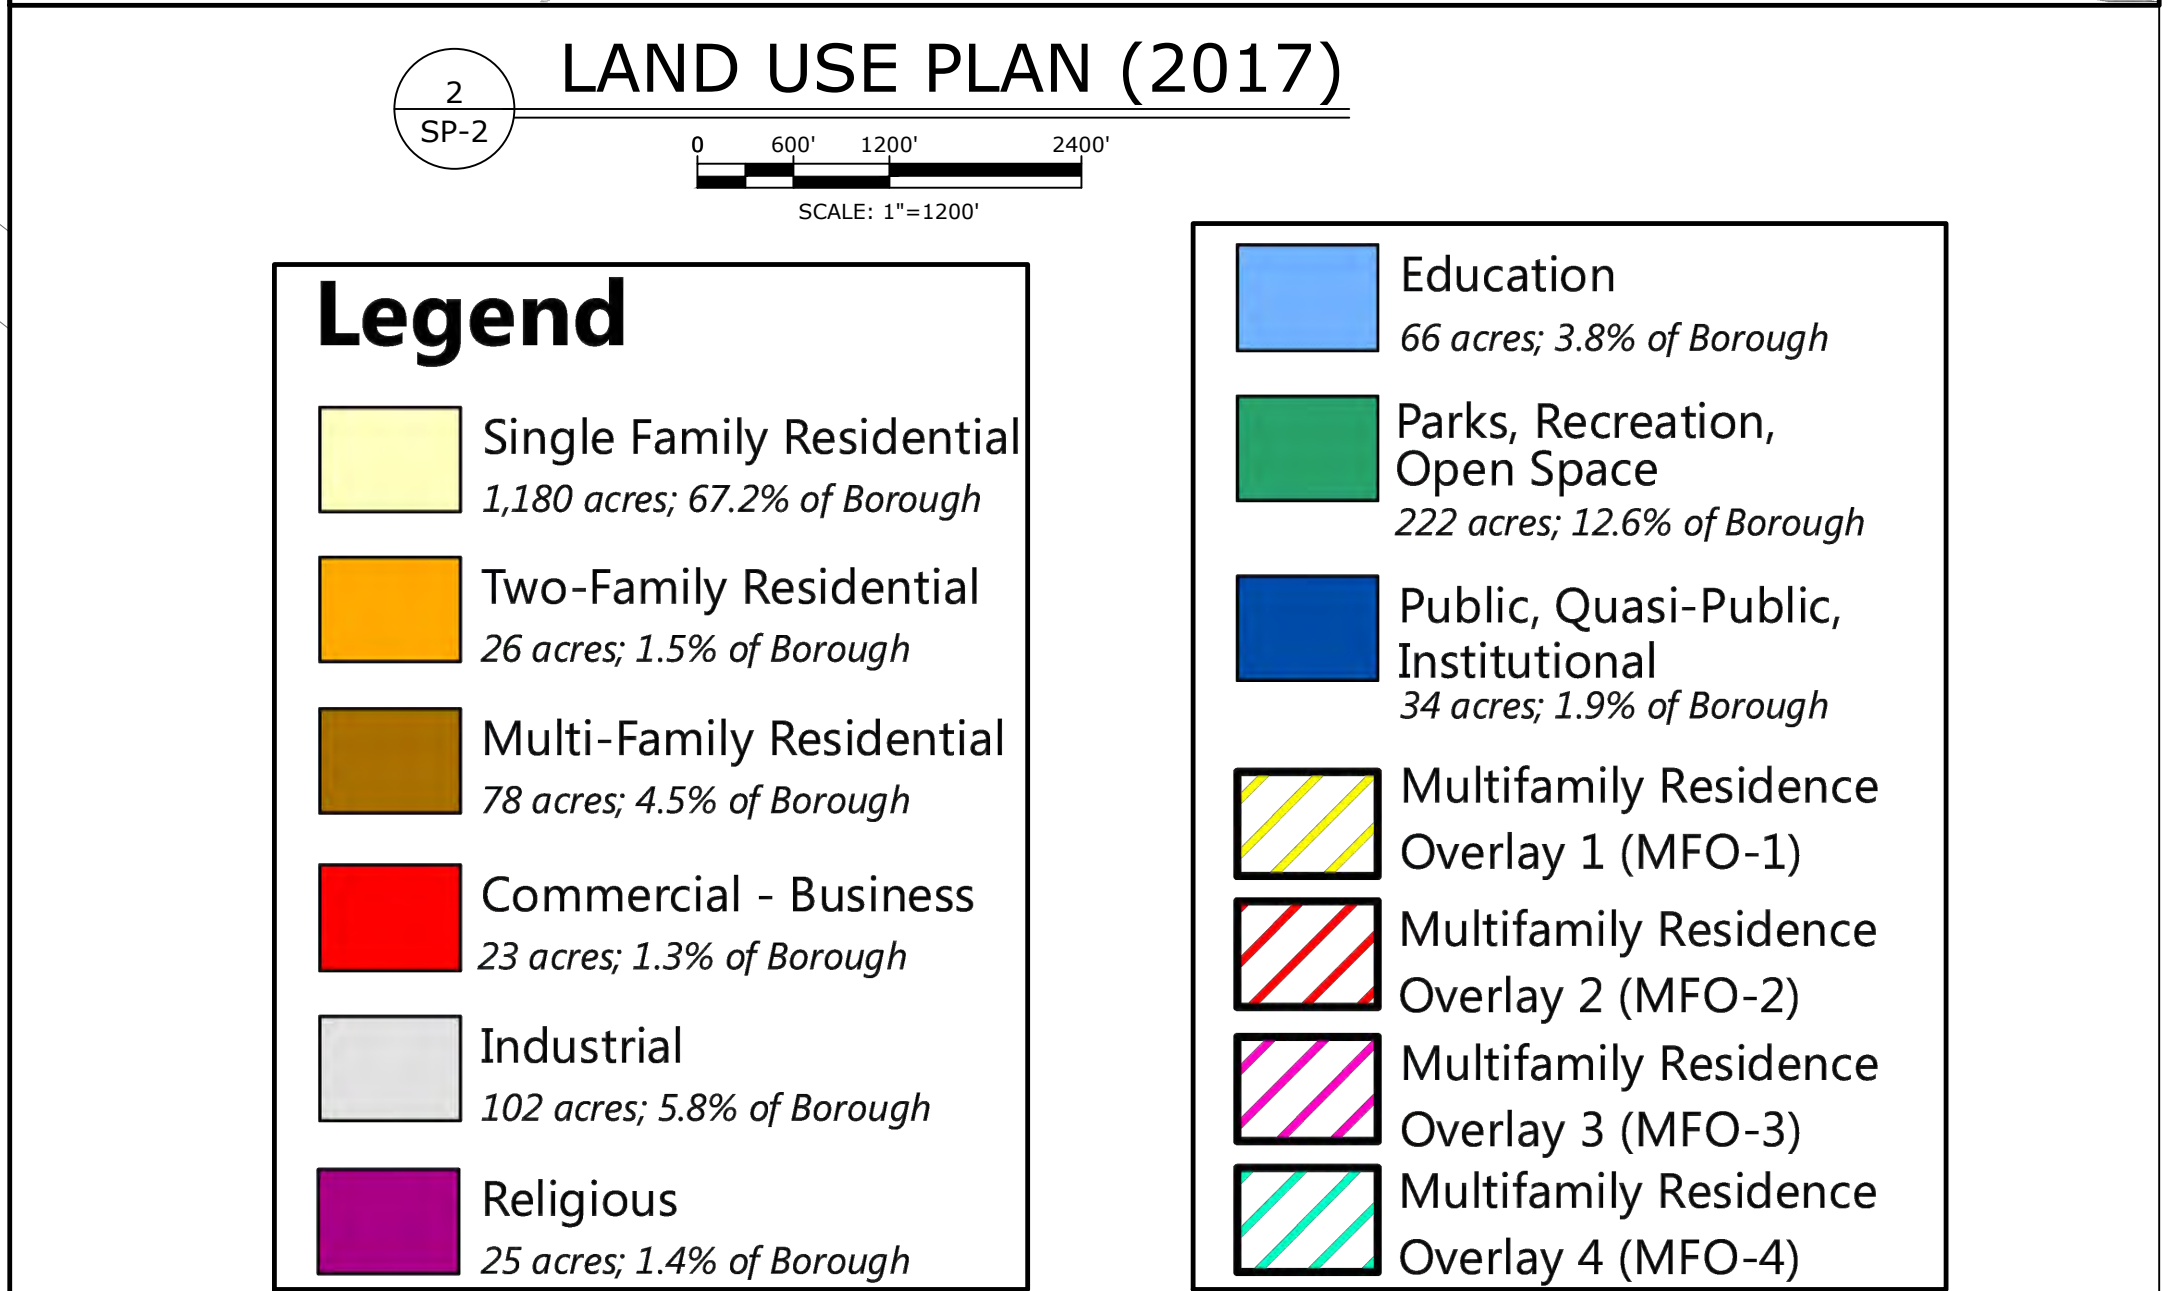 2
SP-2
LAND USE PLAN (2017)
0 600' 1200' 2400'
SCALE: 1"=1200'
Legend
Single Family Residential
1,180 acres; 67.2% of Borough
Two-Family Residential
26 acres; 1.5% of Borough
Multi-Family Residential
78 acres; 4.5% of Borough
Commercial - Business
23 acres; 1.3% of Borough
Industrial
102 acres; 5.8% of Borough
Religious
25 acres; 1.4% of Borough
Education
66 acres; 3.8% of Borough
Parks, Recreation,
Open Space
222 acres; 12.6% of Borough
Public, Quasi-Public,
Institutional
34 acres; 1.9% of Borough
Multifamily Residence
Overlay 1 (MFO-1)
Multifamily Residence
Overlay 2 (MFO-2)
Multifamily Residence
Overlay 3 (MFO-3)
Multifamily Residence
Overlay 4 (MFO-4)